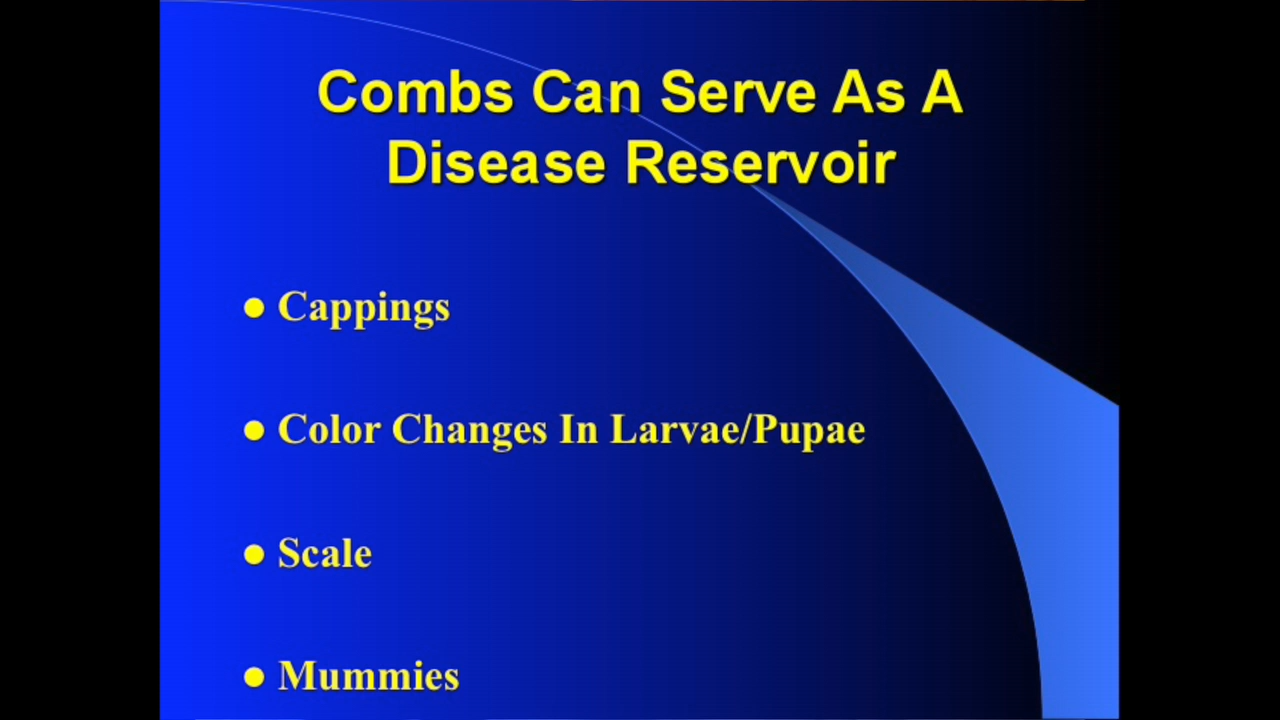 Combs Can Serve As A
Disease Reservoir
● Cappings
● Color Changes In Larvae/Pupae
● Scale
● Mummies